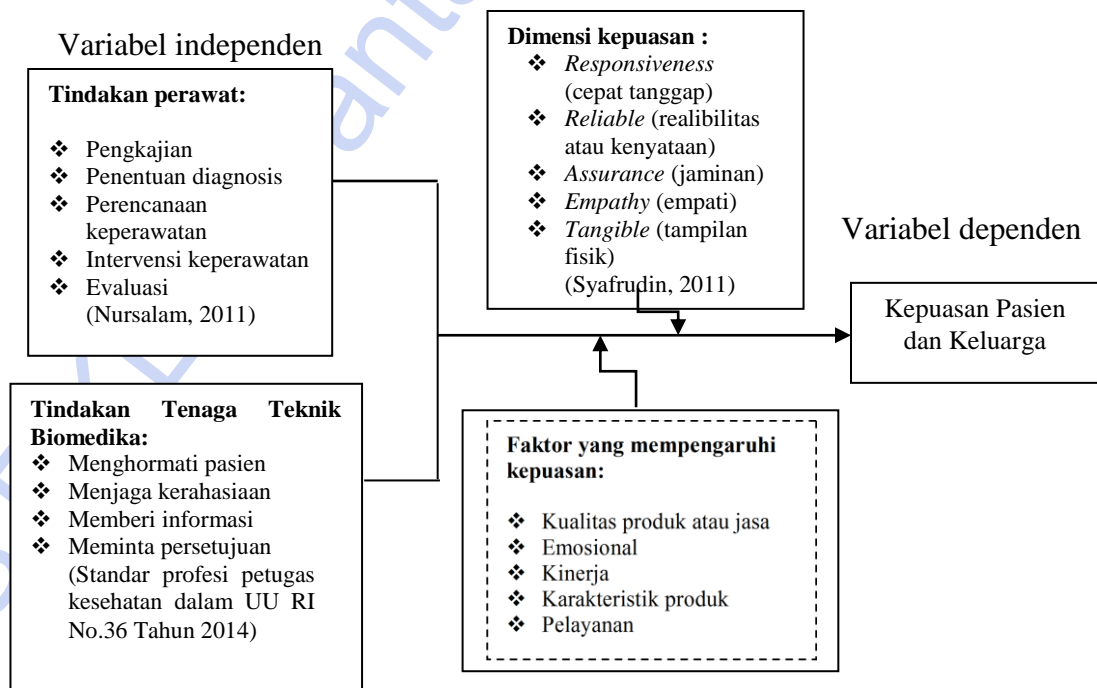 Variabel independen
Tindakan perawat:
❖ Pengkajian
❖ Penentuan diagnosis
❖ Perencanaan
keperawatan
❖ Intervensi keperawatan
❖ Evaluasi
(Nursalam, 2011)
Tindakan Tenaga Teknik
Biomedika:
❖ Menghormati pasien
❖ Menjaga kerahasiaan
❖ Memberi informasi
❖ Meminta persetujuan
(Standar profesi petugas
kesehatan dalam UU RI
No.36 Tahun 2014)
Dimensi kepuasan :
❖ Responsiveness
(cepat tanggap)
❖ Reliable (realibilitas
atau kenyataan)
❖ Assurance (jaminan)
❖ Empathy (empati)
❖ Tangible (tampilan
fisik)
(Syafrudin, 2011)
Faktor yang mempengaruhi
kepuasan:
❖ Kualitas produk atau jasa
❖ Emosional
❖ Kinerja
❖ Karakteristik produk
❖ Pelayanan
Variabel dependen
Kepuasan Pasien
dan Keluarga